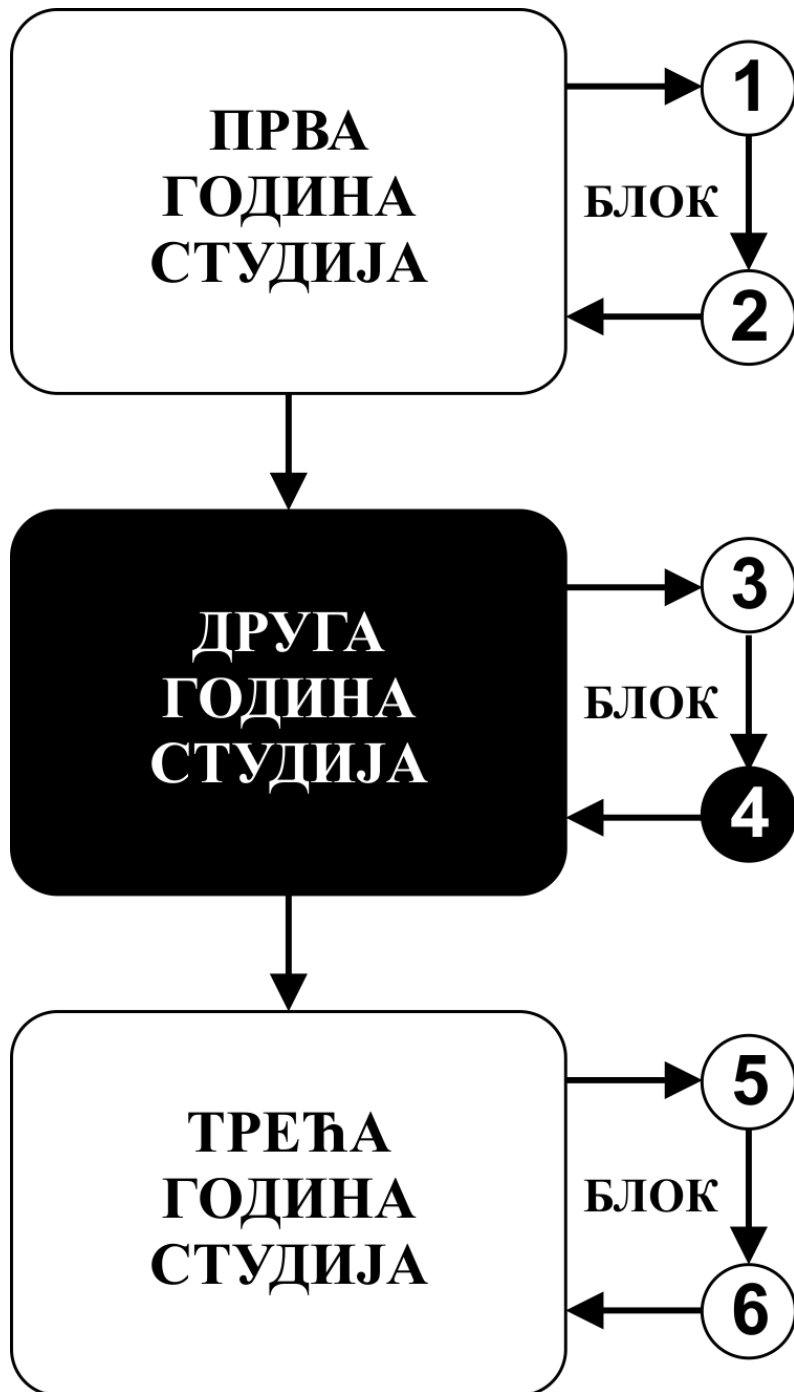 ПРВА
ГОДИНА
СТУДИЈА
1
БЛОК
2
ДРУГА
ГОДИНА
СТУДИЈА
3
БЛОК
4
ТРЕЋА
ГОДИНА
СТУДИЈА
5
БЛОК
6